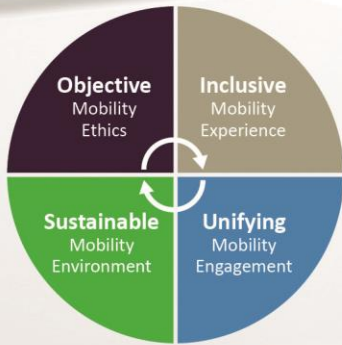 Objective
Mobility
Ethics
Inclusive
Mobility
Experience
Sustainable
Mobility
Environment
Unifying
Mobility
Engagement